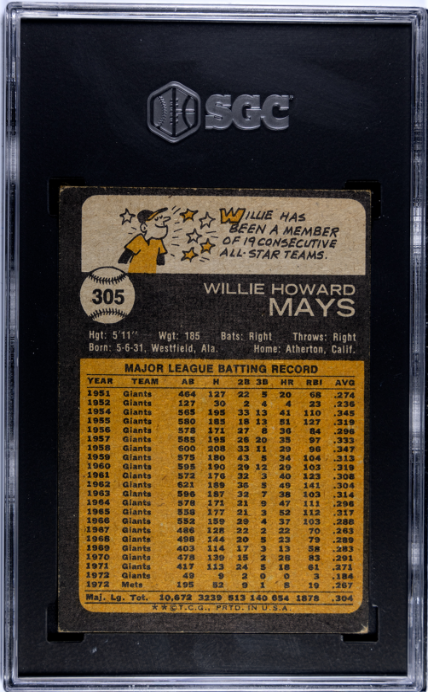 SGC
WILLIE HAS
BEEN A MEMBER
OF 19 CONSECUTIVE
ALL-STAR TEAMS.
305
WILLIE HOWARD
MAYS
Hgt: 5'11" Wgt: 185 Bats: Right Throws: Right
Born: 5-6-31, Westfield, Ala. Home: Atherton, Calif.
MAJOR LEAGUE BATTING RECORD
YEAR TEAM AB H 2B 3B HR RBI AVG
1951 Giants 464 127 22 5 20 68 .274
1952 Giants 127 30 2 4 4 23 .236
1954 Giants 565 195 33 13 41 110 .345
1955 Giants 580 185 18 13 51 127 .319
1956 Giants 578 171 27 8 36 84 .296
1957 Giants 585 195 26 20 35 97 .333
1958 Giants 600 208 33 11 29 96 .347
1959 Giants 575 180 43 5 34 104 .313
1960 Giants 595 190 29 12 29 103 .319
1961 Giants 572 176 32 3 40 123 .308
1962 Giants 621 189 36 5 49 141 .304
1963 Giants 596 187 32 7 38 103 .314
1964 Giants 578 171 21 9 47 111 .296
1965 Giants 558 177 21 3 52 112 .317
1966 Giants 552 159 29 4 37 103 .288
1967 Giants 486 128 22 2 22 70 .263
1968 Giants 498 144 20 5 23 79 .289
1969 Giants 403 114 17 3 13 58 .283
1970 Giants 478 139 15 2 28 83 .291
1971 Giants 417 113 24 5 18 61 .271
1972 Giants 49 9 2 0 0 3 .184
1972 Mets 195 52 9 1 8 19 .267
Maj. Lg. Tot. 10,672 3239 513 140 654 1878 .304
★★©T.C.G., PRTD. IN U.S.A.